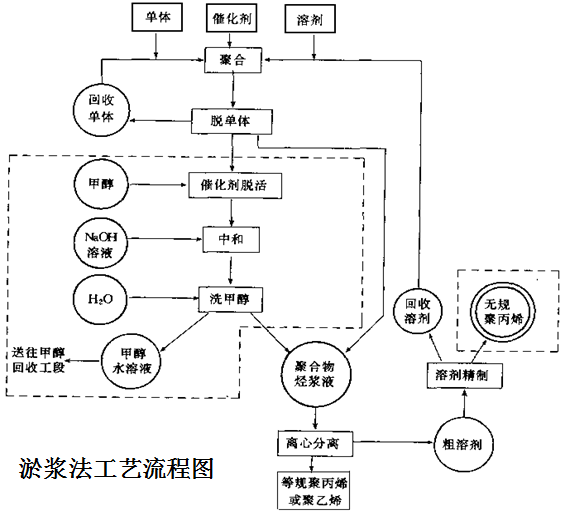 单体
催化剂
溶剂
聚合
回收
单体
脱单体
甲醇
催化剂脱活
NaOH
溶液
中和
H₂O
洗甲醇
回收
溶剂
无规
聚丙烯
送往甲醇
回收工段
甲醇
水溶液
聚合物
烃浆液
溶剂精制
离心分离
粗溶剂
淤浆法工艺流程图
等规聚丙烯
或聚乙烯